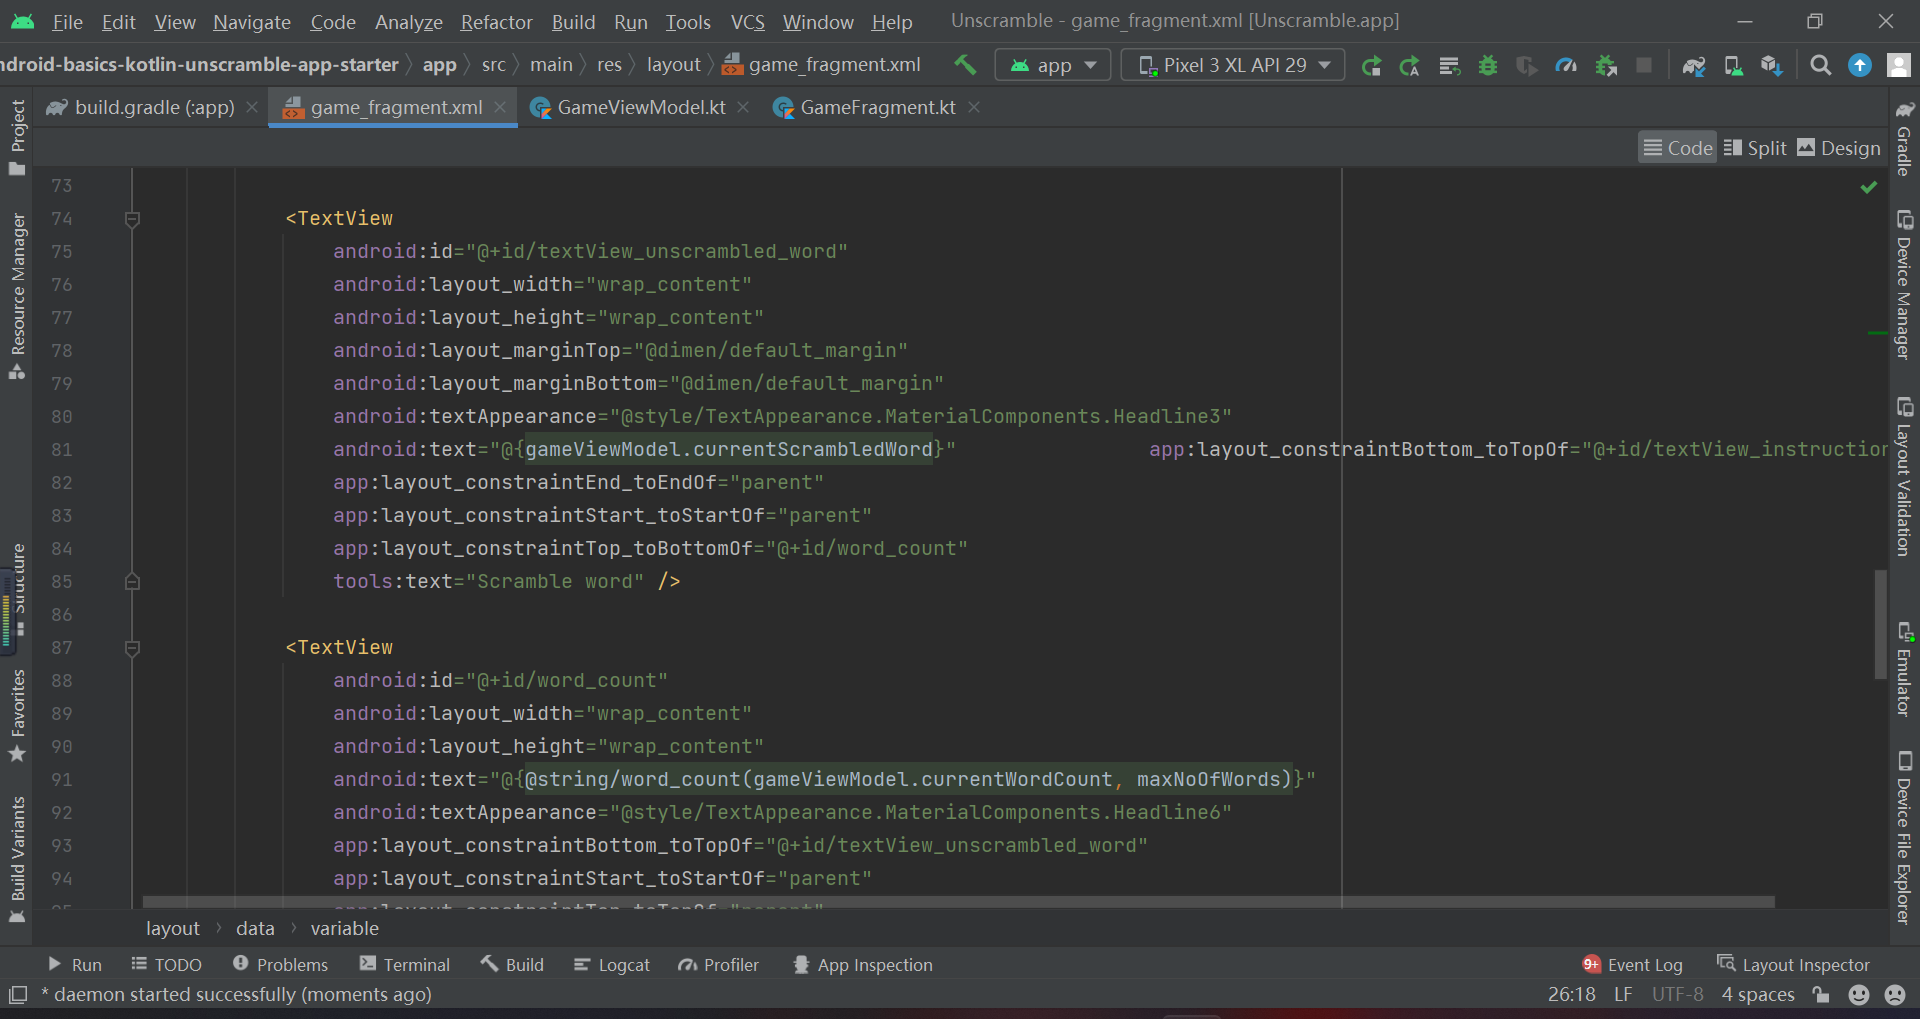 File Edit View Navigate Code Analyze Refactor Build Run Tools VCS Window Help Unscramble - game_fragment.xml [Unscramble.app]
ndroid-basics-kotlin-unscramble-app-starter app src main res layout game_fragment.xml app Pixel 3 XL API 29
build.gradle (:app) game_fragment.xml GameViewModel.kt GameFragment.kt
Code Split Design
Project
Resource Manager
Structure
Favorites
Build Variants
73
74 <TextView
75 android:id="@+id/textView_unscrambled_word"
76 android:layout_width="wrap_content"
77 android:layout_height="wrap_content"
78 android:layout_marginTop="@dimen/default_margin"
79 android:layout_marginBottom="@dimen/default_margin"
80 android:textAppearance="@style/TextAppearance.MaterialComponents.Headline3"
81 android:text="@{gameViewModel.currentScrambledWord}" app:layout_constraintBottom_toTopOf="@+id/textView_instruction
82 app:layout_constraintEnd_toEndOf="parent"
83 app:layout_constraintStart_toStartOf="parent"
84 app:layout_constraintTop_toBottomOf="@+id/word_count"
85 tools:text="Scramble word" />
86
87 <TextView
88 android:id="@+id/word_count"
89 android:layout_width="wrap_content"
90 android:layout_height="wrap_content"
91 android:text="@{@string/word_count(gameViewModel.currentWordCount, maxNoOfWords)}"
92 android:textAppearance="@style/TextAppearance.MaterialComponents.Headline6"
93 app:layout_constraintBottom_toTopOf="@+id/textView_unscrambled_word"
94 app:layout_constraintStart_toStartOf="parent"
Gradle
Device Manager
Layout Validation
Emulator
Device File Explorer
layout data variable
Run TODO Problems Terminal Build Logcat Profiler App Inspection 9+ Event Log Layout Inspector
* daemon started successfully (moments ago) 26:18 LF UTF-8 4 spaces